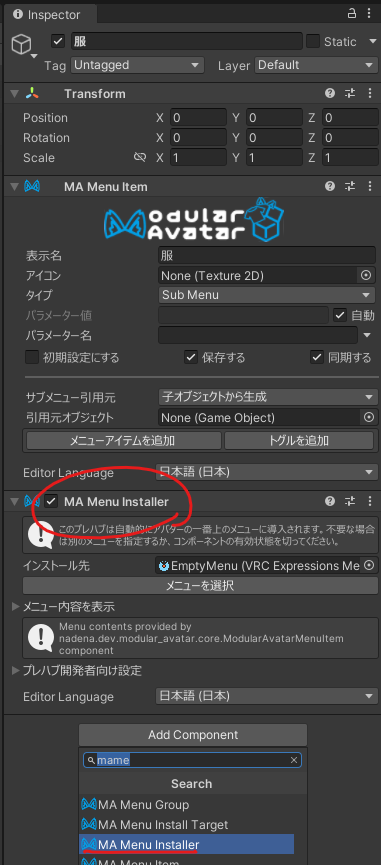 Inspector
服
Static
Tag Untagged Layer Default
Transform
Position X 0 Y 0 Z 0
Rotation X 0 Y 0 Z 0
Scale X 1 Y 1 Z 1
MA Menu Item
Modular
Avatar
表示名 服
アイコン None (Texture 2D)
タイプ Sub Menu
パラメーター値 自動
パラメーター名
初期設定にする 保存する 同期する
サブメニュー引用元 子オブジェクトから生成
引用元オブジェクト None (Game Object)
メニューアイテムを追加 トグルを追加
Editor Language 日本語 (日本)
MA Menu Installer
このプレハブは自動的にアバターの一番上のメニューに導入されます。不要な場合
は別のメニューを指定するか、コンポーネントの有効状態を切ってください。
インストール先 EmptyMenu (VRC Expressions Me
メニューを選択
メニュー内容を表示
Menu contents provided by
nadena.dev.modular_avatar.core.ModularAvatarMenuItem
component
プレハブ開発者向け設定
Editor Language 日本語 (日本)
Add Component
mame
Search
MA Menu Group
MA Menu Install Target
MA Menu Installer
MA Menu Item